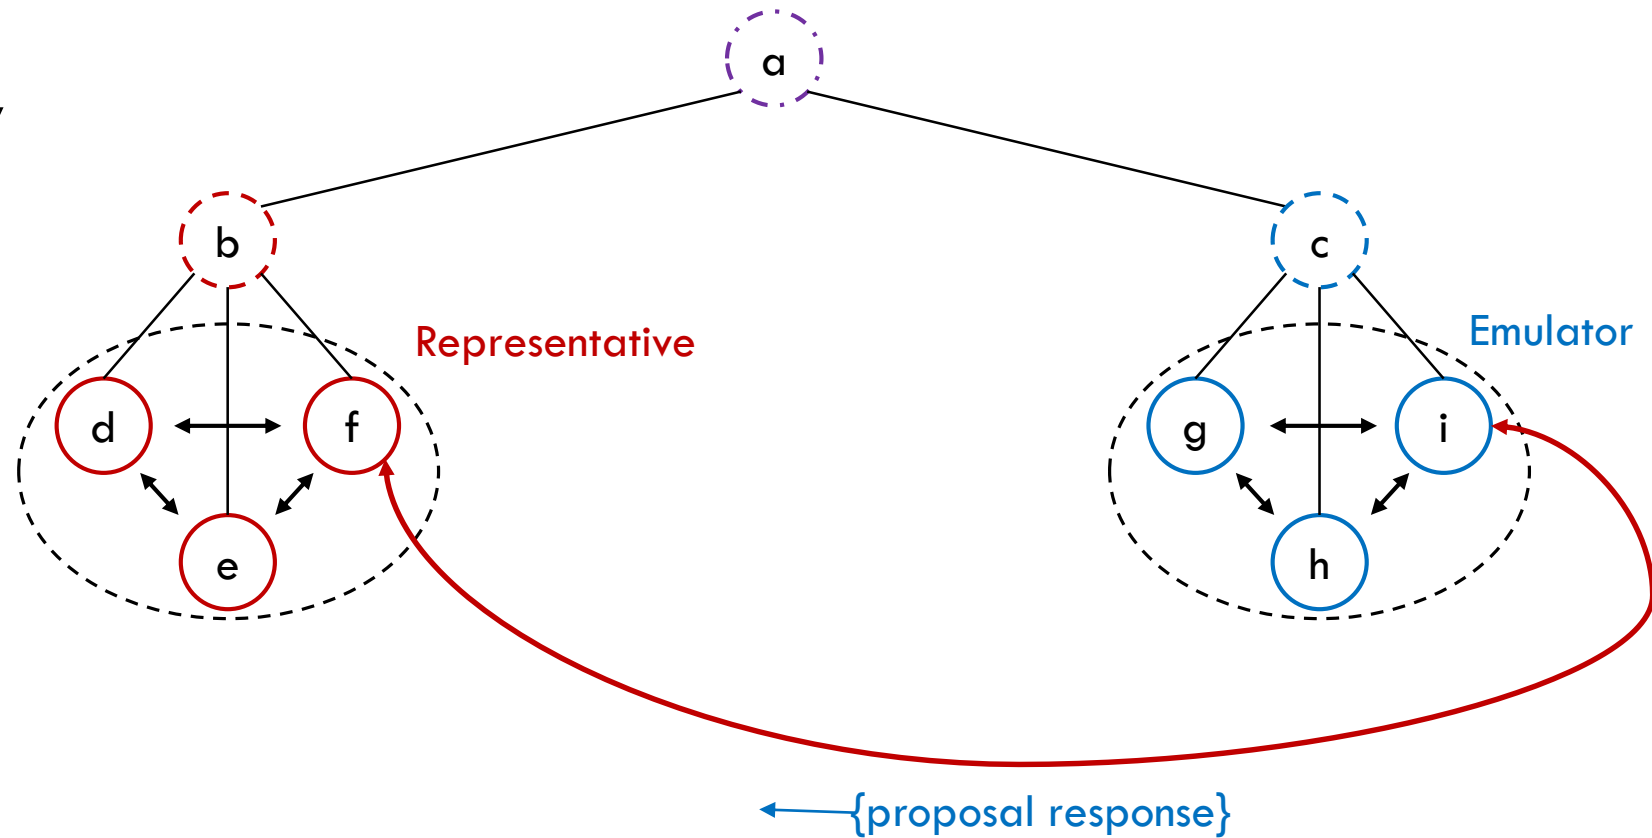 a
b
c
Representative
Emulator
d
f
g
i
e
h
{proposal response}